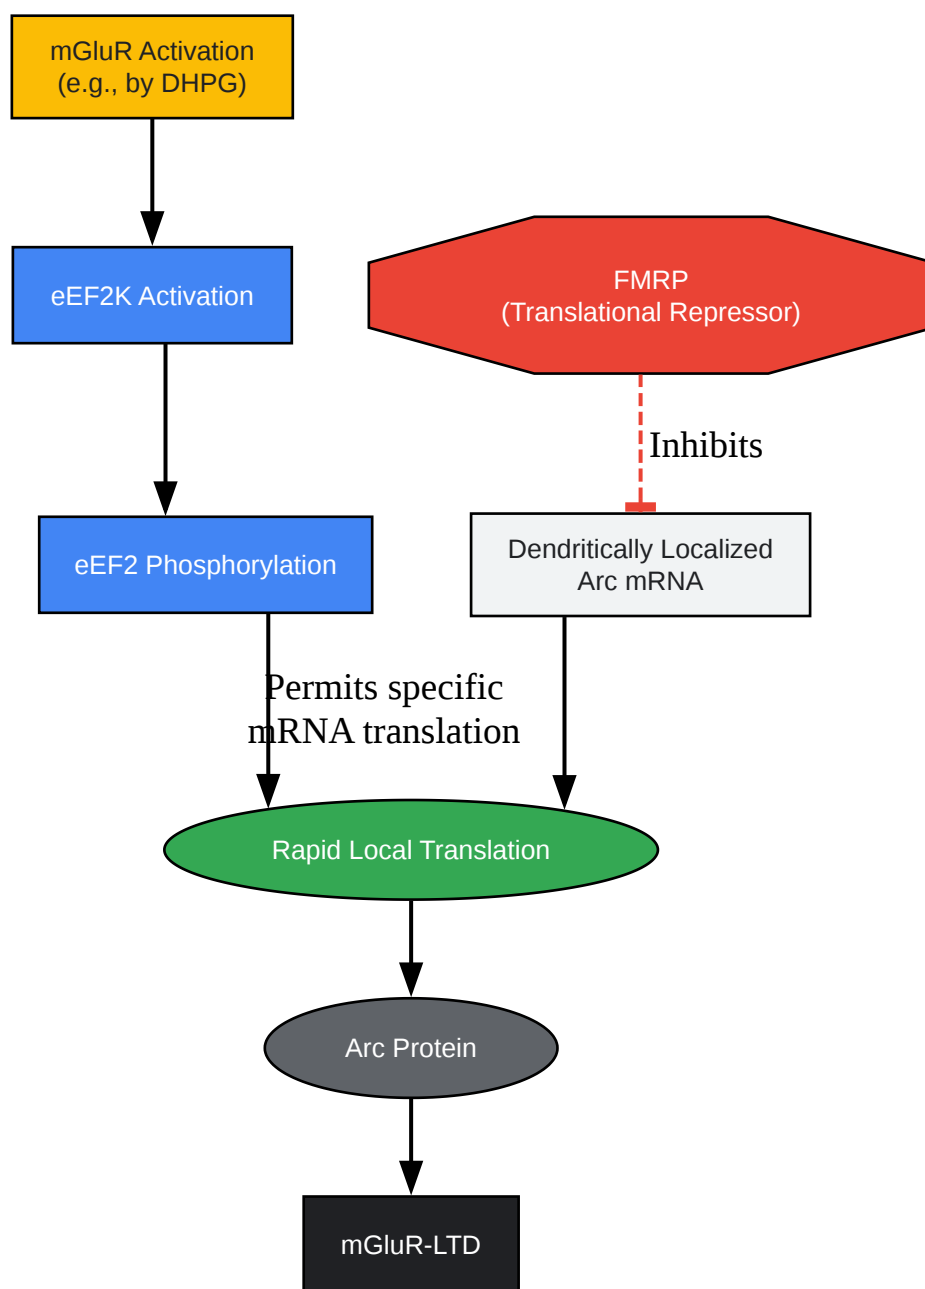 mGluR Activation
(e.g., by DHPG)
eEF2K Activation
FMRP
(Translational Repressor)
Inhibits
eEF2 Phosphorylation
Dendritically Localized
Arc mRNA
Permits specific
mRNA translation
Rapid Local Translation
Arc Protein
mGluR-LTD